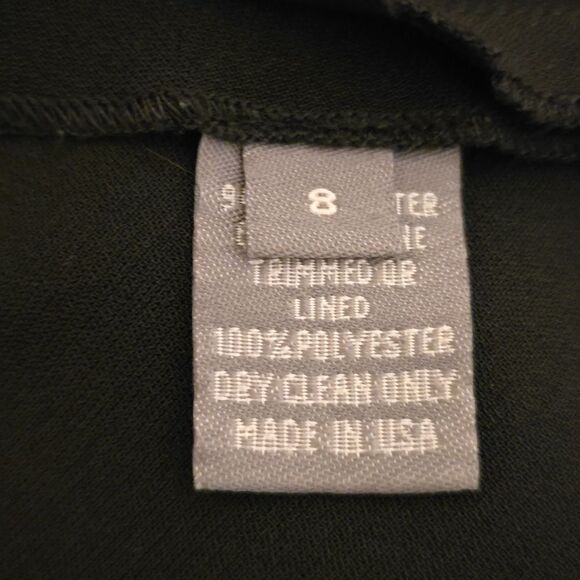 8
TRIMMED OR
LINED
100%POLYESTER
DRY CLEAN ONLY
MADE IN USA